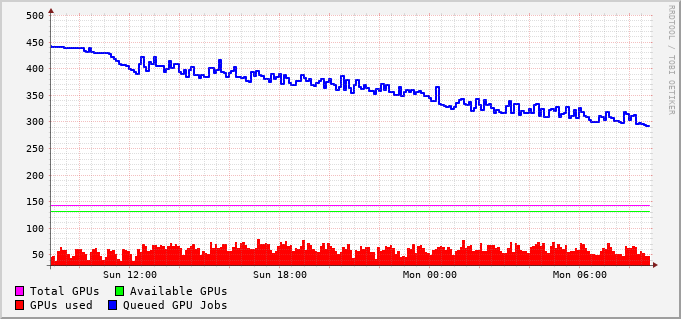 500
450
400
350
300
250
200
150
100
50
Sun 12:00 Sun 18:00 Mon 00:00 Mon 06:00
Total GPUs Available GPUs
GPUs used Queued GPU Jobs
RRDTOOL / TOBI OETIKER